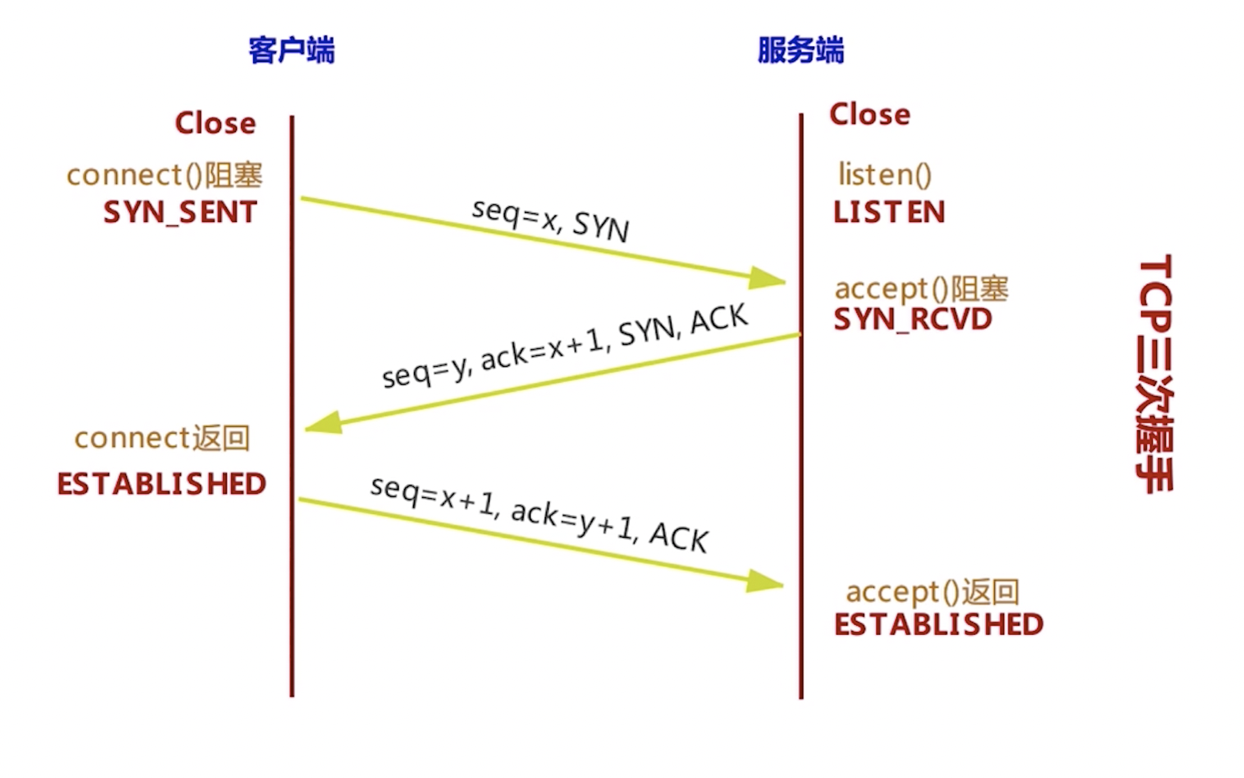 客户端
服务端
Close
Close
connect()阻塞
listen()
SYN_SENT
LISTEN
seq=x, SYN
accept()阻塞
SYN_RCVD
seq=y, ack=x+1, SYN, ACK
connect返回
ESTABLISHED
seq=x+1, ack=y+1, ACK
accept()返回
ESTABLISHED
TCP三次握手